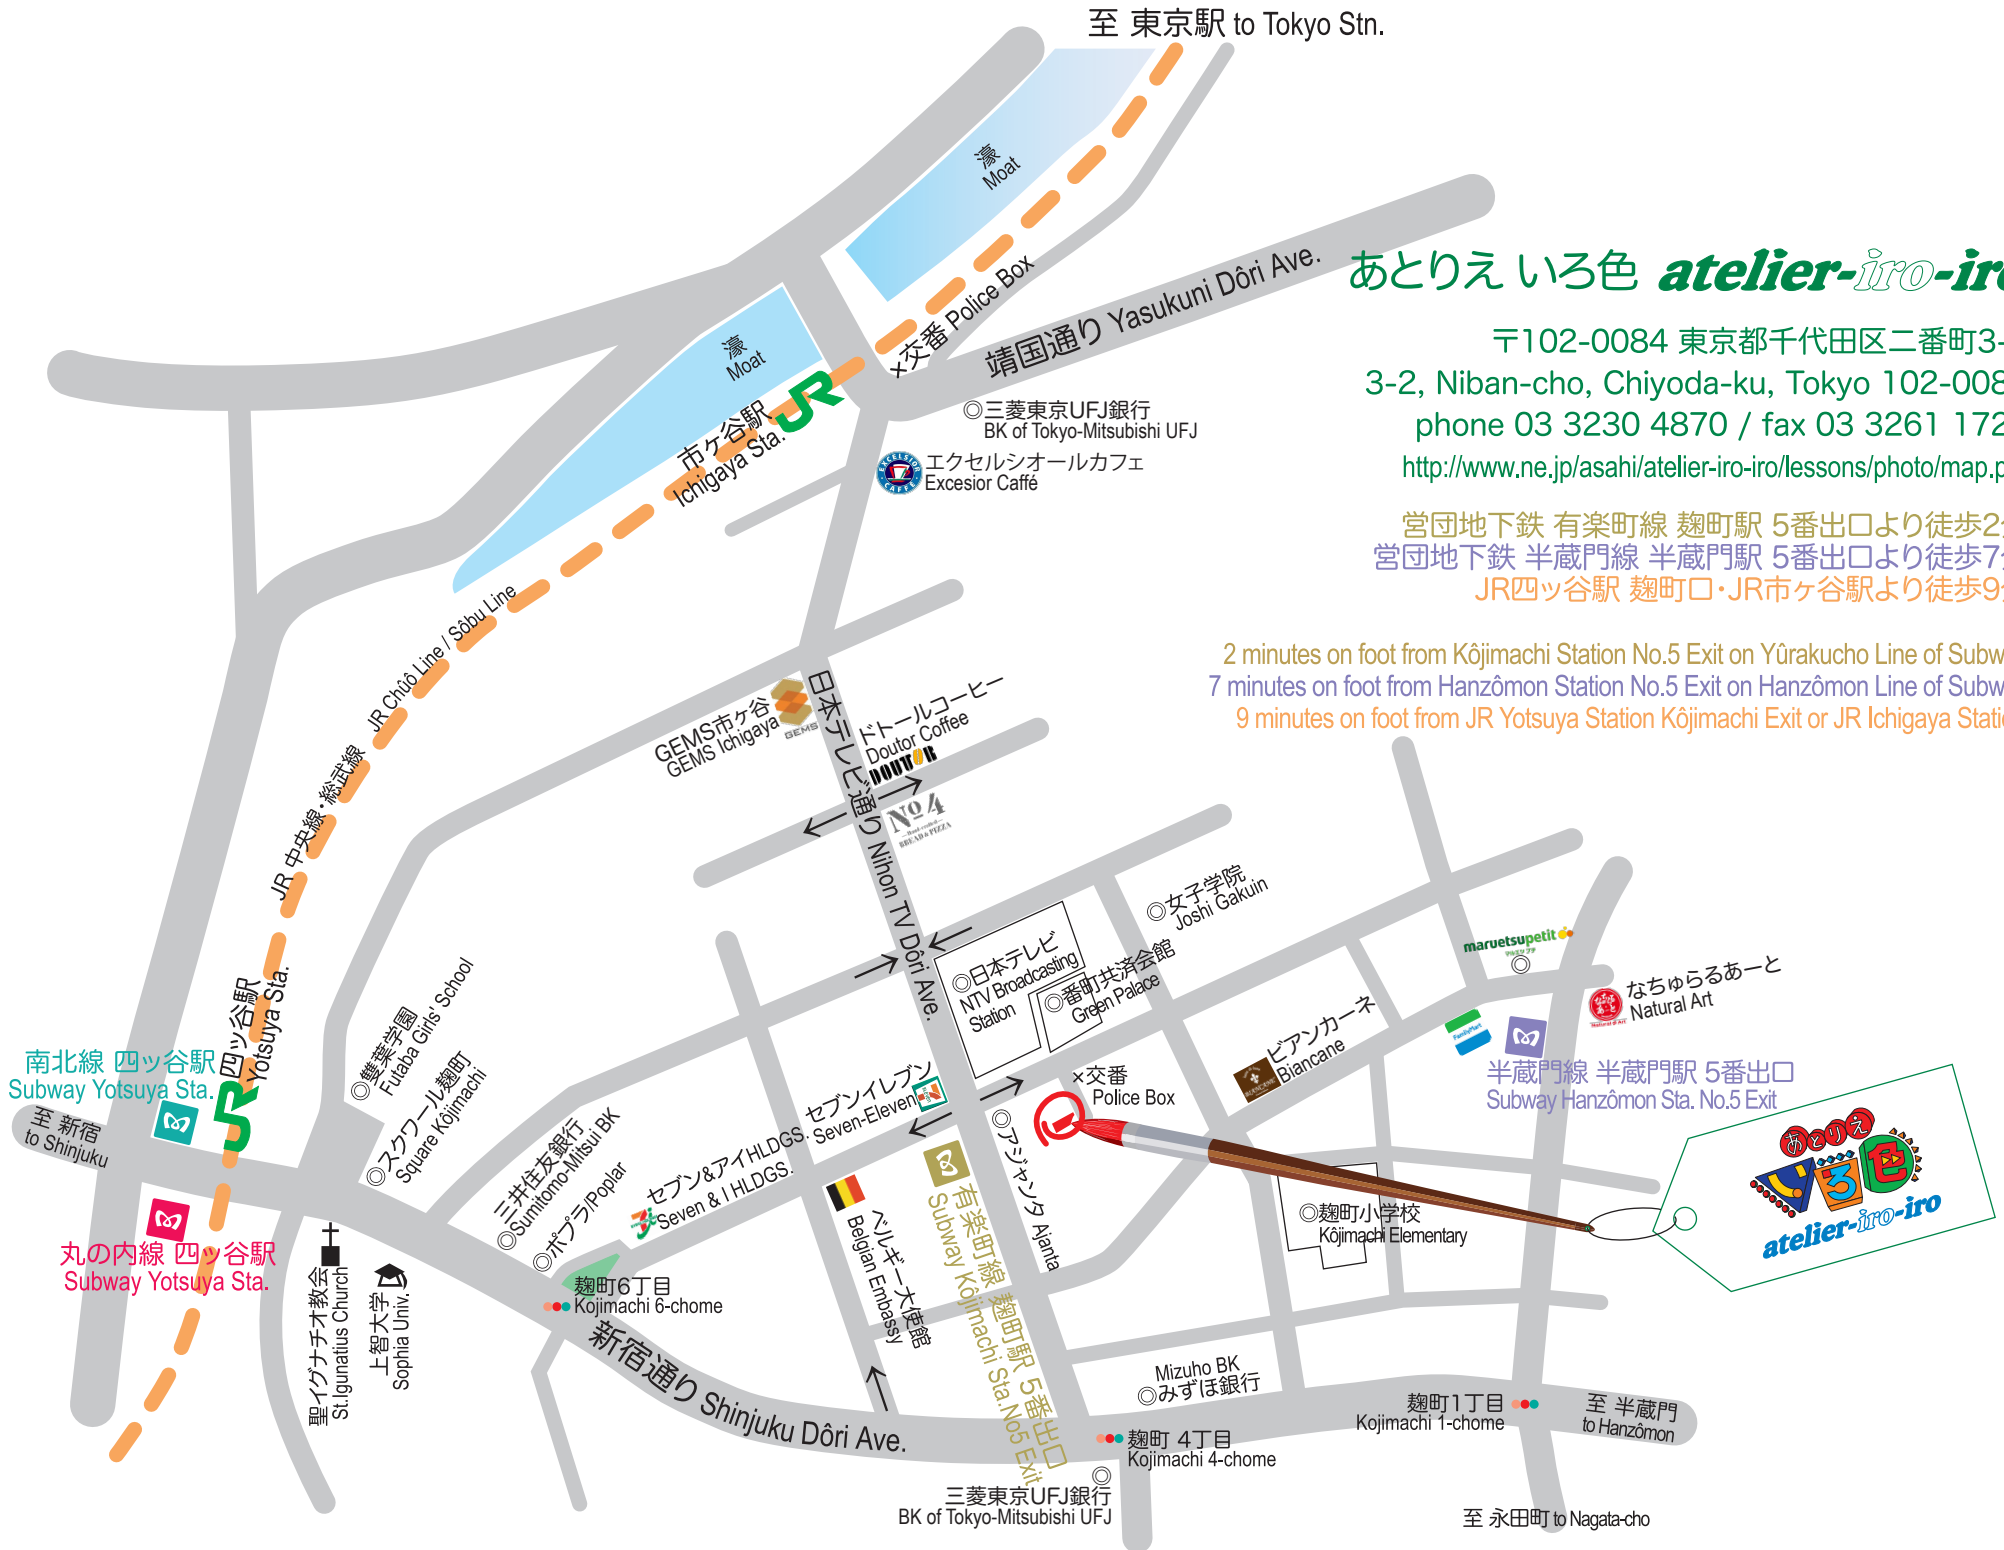 至 東京駅 to Tokyo Stn.
濠
Moat
×交番 Police Box
靖国通り Yasukuni Dôri Ave.
濠
Moat
JR
市ヶ谷駅
Ichigaya Sta.
◎三菱東京UFJ銀行
BK of Tokyo-Mitsubishi UFJ
EXCELSIOR
CAFFÉ
エクセルシオールカフェ
Excesior Caffé
あとりえ いろ色 atelier-iro-iro
〒102-0084 東京都千代田区二番町3-
3-2, Niban-cho, Chiyoda-ku, Tokyo 102-008
phone 03 3230 4870 / fax 03 3261 172
http://www.ne.jp/asahi/atelier-iro-iro/lessons/photo/map.p
営団地下鉄 有楽町線 麹町駅 5番出口より徒歩2分
営団地下鉄 半蔵門線 半蔵門駅 5番出口より徒歩7分
JR四ッ谷駅 麹町口・JR市ヶ谷駅より徒歩9分
2 minutes on foot from Kôjimachi Station No.5 Exit on Yûrakucho Line of Subw
7 minutes on foot from Hanzômon Station No.5 Exit on Hanzômon Line of Subw
9 minutes on foot from JR Yotsuya Station Kôjimachi Exit or JR Ichigaya Stati
JR 中央線・総武線 JR Chûô Line / Sôbu Line
GEMS市ヶ谷
GEMS Ichigaya
GEMS
日本テレビ通り Nihon TV Dôri Ave.
ドトールコーヒー
Doutor Coffee
DOUTOR
No 4
BREAD & PIZZA
◎女子学院
Joshi Gakuin
◎日本テレビ
NTV Broadcasting
Station
◎番町共済会館
Green Palace
maruetsupetit
マルエツ プチ
◎
なちゅらるあーと
Natural Art
FamilyMart
半蔵門線 半蔵門駅 5番出口
Subway Hanzômon Sta. No.5 Exit
ビアンカーネ
Biancane
×交番
Police Box
四ッ谷駅
Yotsuya Sta.
JR
南北線 四ッ谷駅
Subway Yotsuya Sta.
至 新宿
to Shinjuku
丸の内線 四ッ谷駅
Subway Yotsuya Sta.
◎雙葉学園
Futaba Girls' School
◎スクワール麹町
Square Kôjimachi
三井住友銀行
◎Sumitomo-Mitsui BK
◎ポプラ/Poplar
セブン&アイHLDGS.
Seven & I HLDGS.
セブンイレブン
Seven-Eleven
◎アジャンタ Ajanta
有楽町線 麹町駅 5番出口
Subway Kôjimachi Sta.No5 Exit
ベルギー大使館
Belgian Embassy
◎麹町小学校
Kôjimachi Elementary
あとりえ
いろ色
atelier-iro-iro
聖イグナチオ教会
St.Igunatius Church
上智大学
Sophia Univ.
麹町6丁目
Kojimachi 6-chome
新宿通り Shinjuku Dôri Ave.
Mizuho BK
◎みずほ銀行
麹町1丁目
Kojimachi 1-chome
至 半蔵門
to Hanzômon
麹町 4丁目
Kojimachi 4-chome
◎
三菱東京UFJ銀行
BK of Tokyo-Mitsubishi UFJ
至 永田町 to Nagata-cho